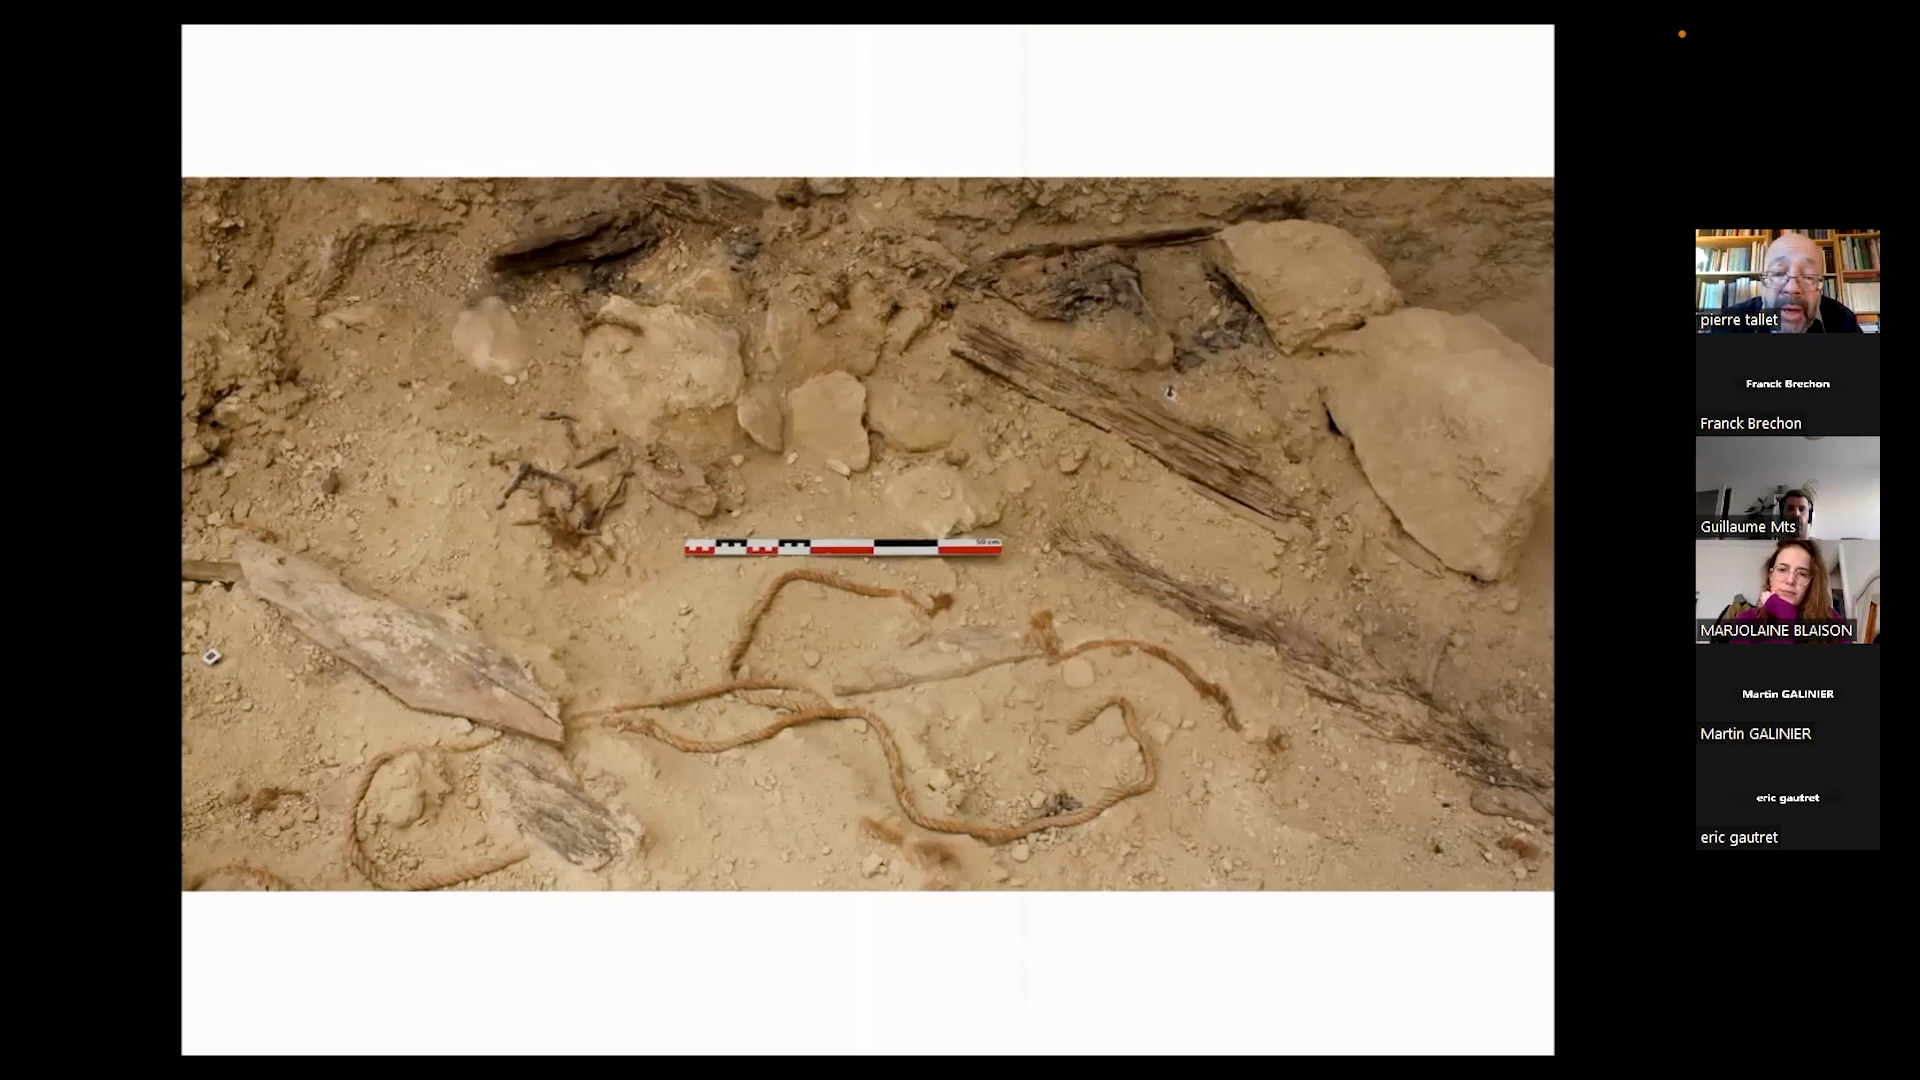 50 cm
pierre tallet
Franck Brechon
Franck Brechon
Guillaume Mts
MARJOLAINE BLAISON
Martin GALINIER
Martin GALINIER
eric gautret
eric gautret